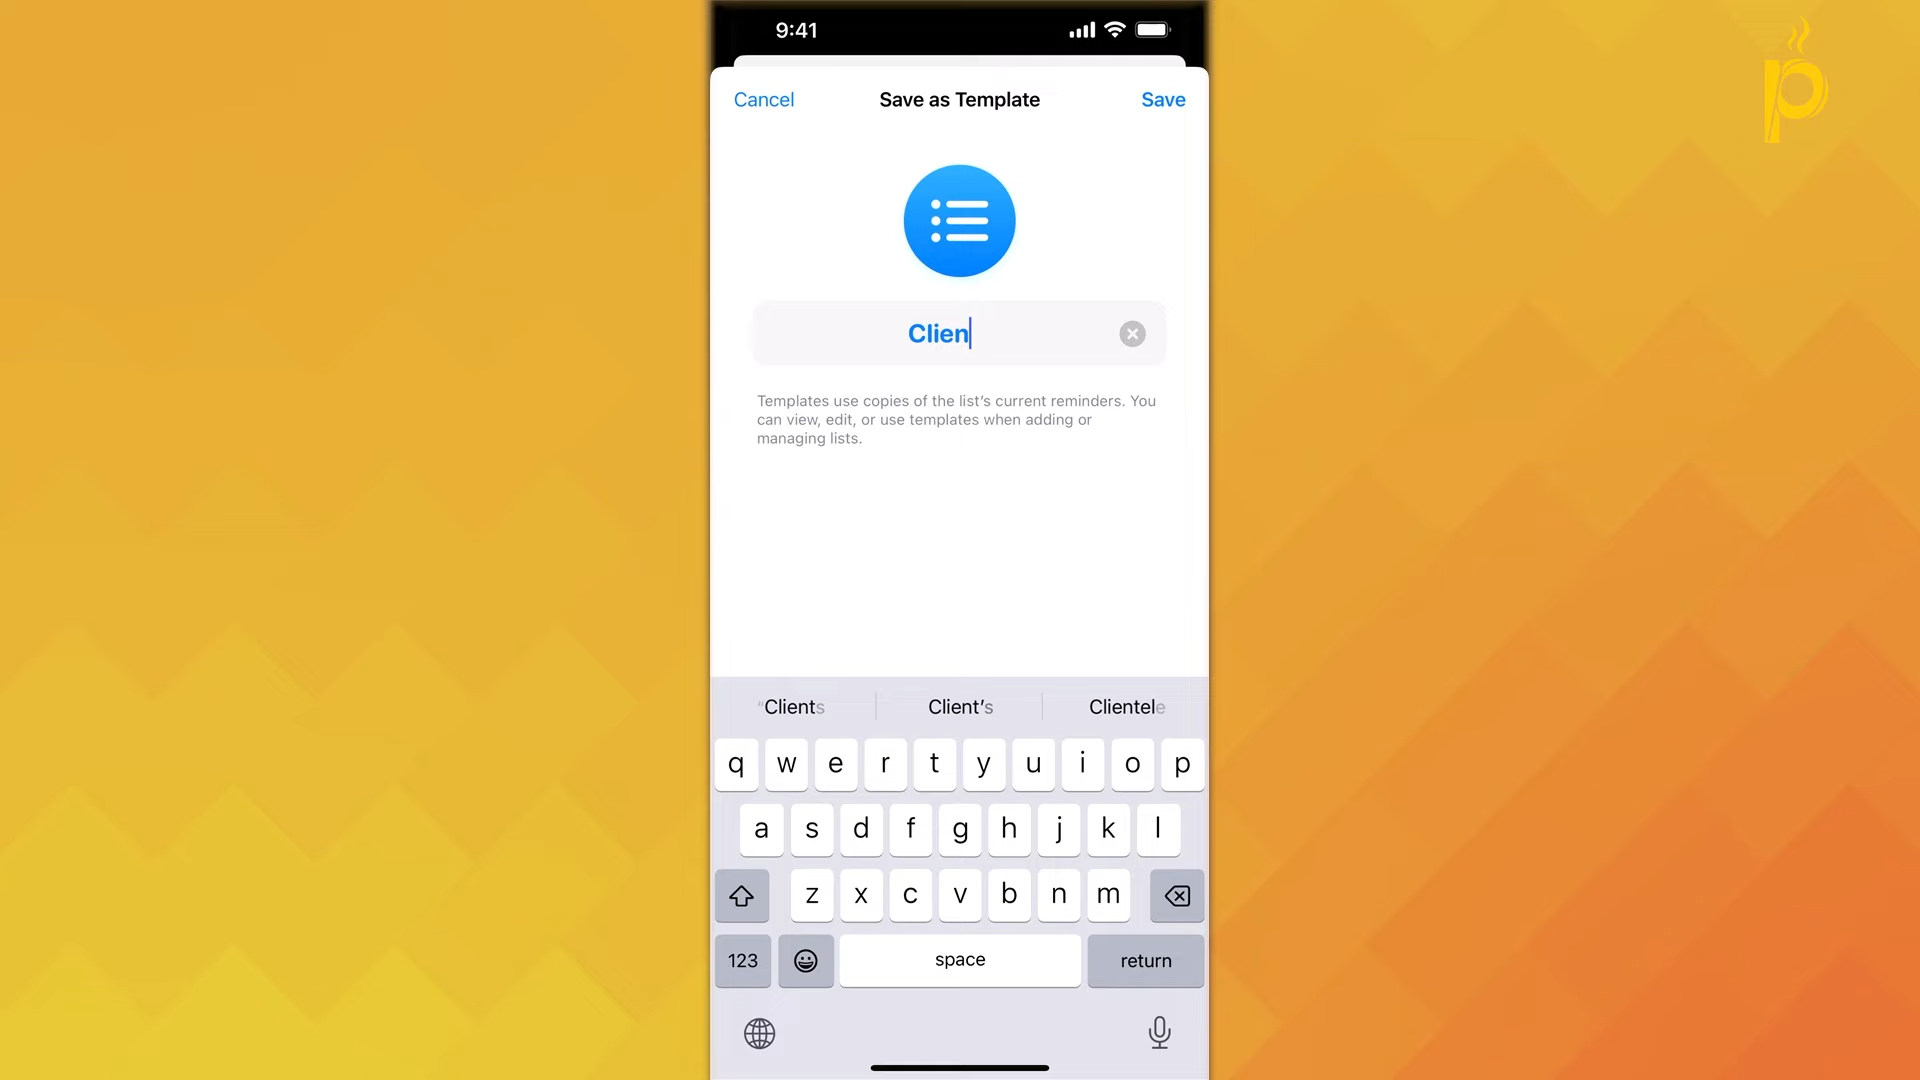 9:41
Cancel Save as Template Save
Clien
Templates use copies of the list's current reminders. You
can view, edit, or use templates when adding or
managing lists.
"Clients Client's Clientele
q w e r t y u i o p
a s d f g h j k l
z x c v b n m
123 space return